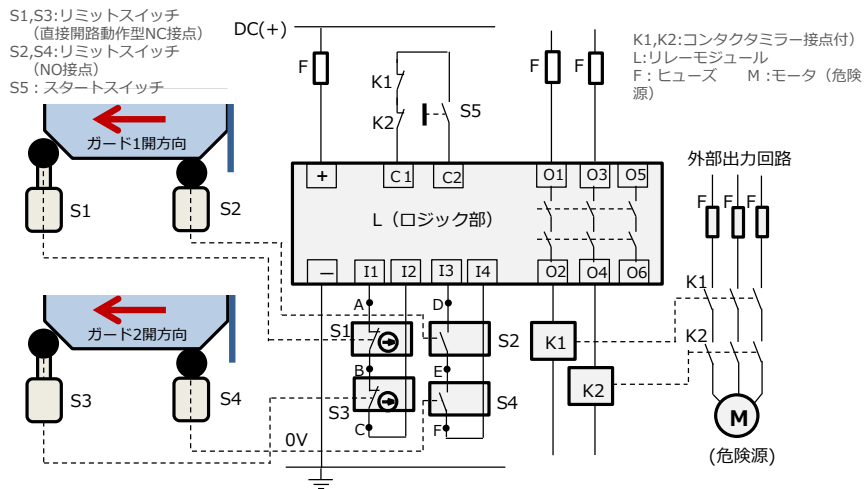 S1,S3:リミットスイッチ
（直接開路動作型NC接点）
S2,S4:リミットスイッチ
（NO接点）
S5：スタートスイッチ
DC(+)
K1,K2:コンタクタミラー接点付）
L:リレーモジュール
F：ヒューズ　M：モータ（危険
源）
F
K1
K2
S5
F
F
ガード1開方向
S1
S2
+
C1
C2
O1
O3
O5
L（ロジック部）
－
I1
I2
I3
I4
O2
O4
O6
外部出力回路
F
F
F
K1
K2
M
(危険源)
A
D
S1
S2
B
E
S3
S4
C
F
K1
K2
ガード2開方向
S3
S4
0V